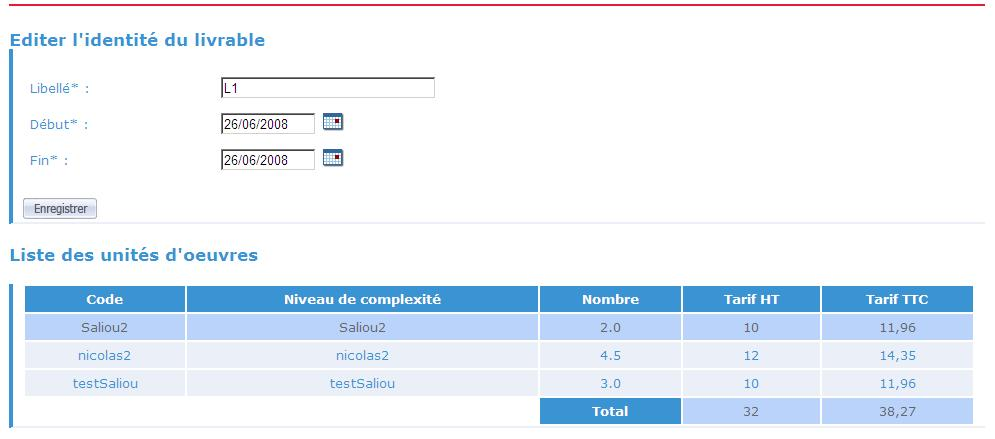 Editer l'identité du livrable
Libellé* : L1
Début* : 26/06/2008
Fin* : 26/06/2008
Enregistrer
Liste des unités d'oeuvres
Code Niveau de complexité Nombre Tarif HT Tarif TTC
Saliou2 Saliou2 2.0 10 11,96
nicolas2 nicolas2 4.5 12 14,35
testSaliou testSaliou 3.0 10 11,96
Total 32 38,27